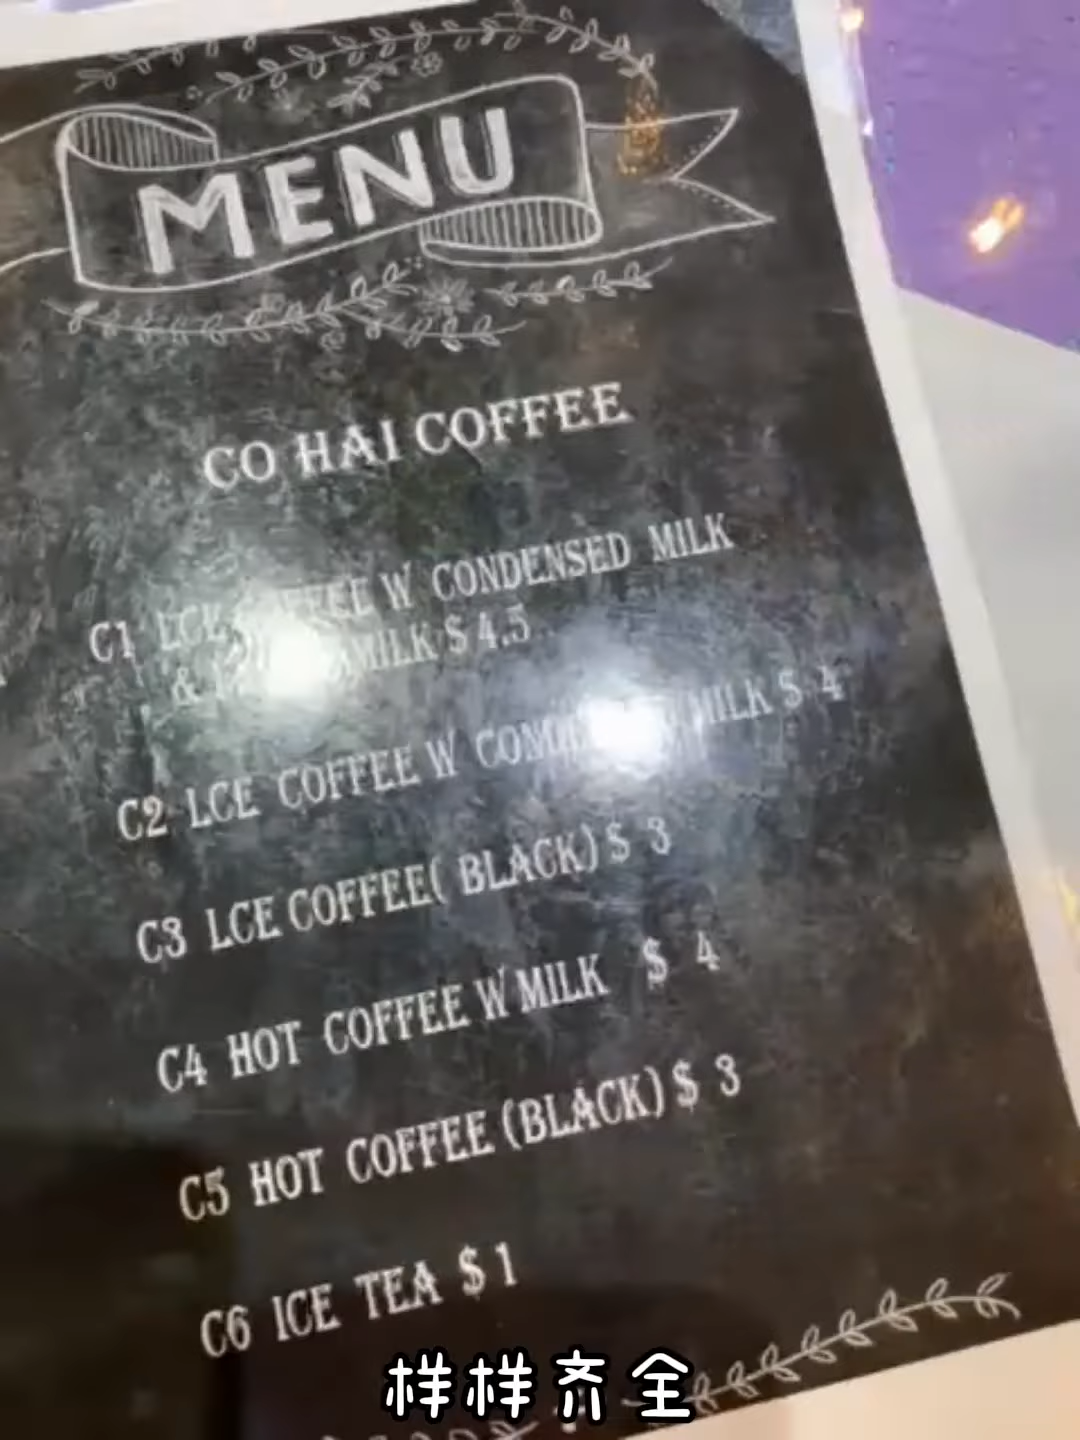 MENU
CO HAI COFFEE
C1 LCE COFFEE W CONDENSED MILK
& MILK $ 4.5
C2 LCE COFFEE W MILK $ 4
C3 LCE COFFEE( BLACK) $ 3
C4 HOT COFFEE W MILK $ 4
C5 HOT COFFEE (BLACK) $ 3
C6 ICE TEA $ 1
样样齐全